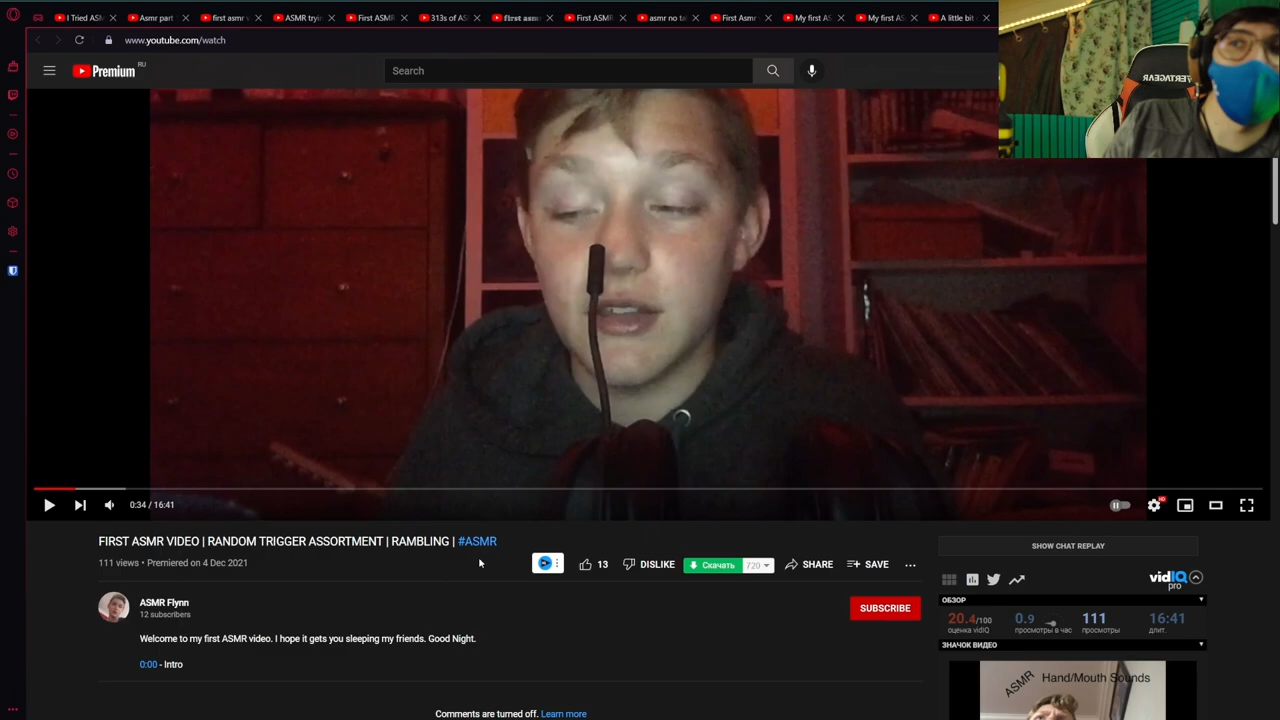 I Tried ASM
Asmr part
first asmr v
ASMR tryin
First ASMR
313s of AS
first asmr
First ASMR
asmr no ta
First Asmr
My first AS
My first AS
A little bit
www.youtube.com/watch
Premium RU
Search
VERTAGEAR
0:34 / 16:41
HD
FIRST ASMR VIDEO | RANDOM TRIGGER ASSORTMENT | RAMBLING | #ASMR
111 views • Premiered on 4 Dec 2021
13
DISLIKE
Скачать
720
SHARE
SAVE
ASMR Flynn
12 subscribers
SUBSCRIBE
Welcome to my first ASMR video. I hope it gets you sleeping my friends. Good Night.
0:00 - Intro
Comments are turned off. Learn more
SHOW CHAT REPLAY
vidIQ
pro
ОБЗОР
20.4/100
0.9
111
16:41
оценка vidIQ
просмотры в час
просмотры
длит.
ЗНАЧОК ВИДЕО
ASMR
Hand/Mouth Sounds